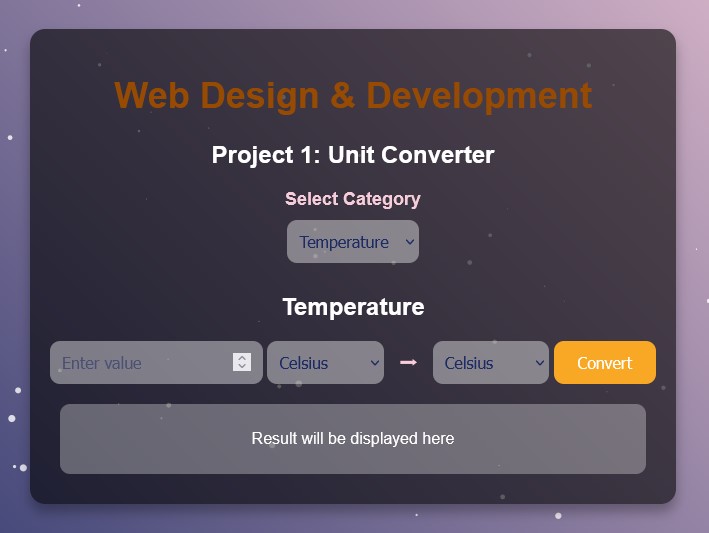 Web Design & Development
Project 1: Unit Converter
Select Category
Temperature
Temperature
Enter value Celsius ➞ Celsius Convert
Result will be displayed here